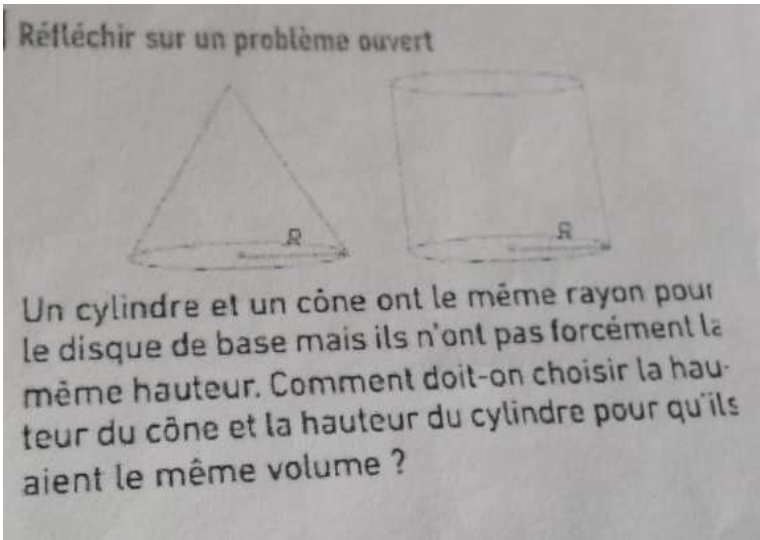 Réfléchir sur un problème ouvert
R
R
Un cylindre et un cône ont le même rayon pour
le disque de base mais ils n'ont pas forcément la
même hauteur. Comment doit-on choisir la hau-
teur du cône et la hauteur du cylindre pour qu'ils
aient le même volume ?